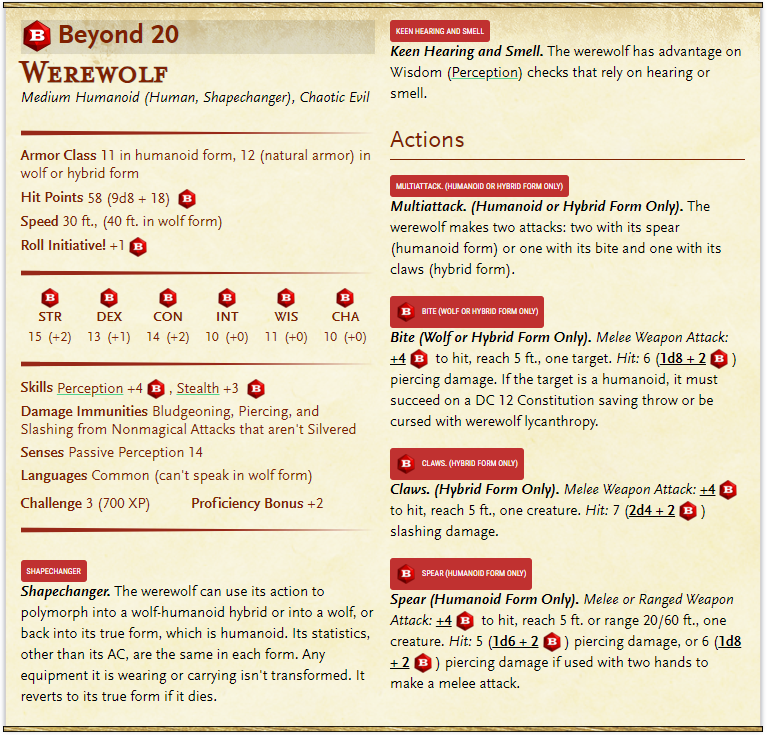 Beyond 20
Werewolf
Medium Humanoid (Human, Shapechanger), Chaotic Evil
Armor Class 11 in humanoid form, 12 (natural armor) in
wolf or hybrid form
Hit Points 58 (9d8 + 18) B
Speed 30 ft., (40 ft. in wolf form)
Roll Initiative! +1 B
B B B B B B
STR DEX CON INT WIS CHA
15 (+2) 13 (+1) 14 (+2) 10 (+0) 11 (+0) 10 (+0)
Skills Perception +4 B , Stealth +3 B
Damage Immunities Bludgeoning, Piercing, and
Slashing from Nonmagical Attacks that aren't Silvered
Senses Passive Perception 14
Languages Common (can't speak in wolf form)
Challenge 3 (700 XP) Proficiency Bonus +2
SHAPECHANGER
Shapechanger. The werewolf can use its action to
polymorph into a wolf-humanoid hybrid or into a wolf, or
back into its true form, which is humanoid. Its statistics,
other than its AC, are the same in each form. Any
equipment it is wearing or carrying isn't transformed. It
reverts to its true form if it dies.
KEEN HEARING AND SMELL
Keen Hearing and Smell. The werewolf has advantage on
Wisdom (Perception) checks that rely on hearing or
smell.
Actions
MULTIATTACK. (HUMANOID OR HYBRID FORM ONLY)
Multiattack. (Humanoid or Hybrid Form Only). The
werewolf makes two attacks: two with its spear
(humanoid form) or one with its bite and one with its
claws (hybrid form).
B BITE (WOLF OR HYBRID FORM ONLY)
Bite (Wolf or Hybrid Form Only). Melee Weapon Attack:
+4 B to hit, reach 5 ft., one target. Hit: 6 (1d8 + 2 B )
piercing damage. If the target is a humanoid, it must
succeed on a DC 12 Constitution saving throw or be
cursed with werewolf lycanthropy.
B CLAWS. (HYBRID FORM ONLY)
Claws. (Hybrid Form Only). Melee Weapon Attack: +4 B
to hit, reach 5 ft., one creature. Hit: 7 (2d4 + 2 B )
slashing damage.
B SPEAR (HUMANOID FORM ONLY)
Spear (Humanoid Form Only). Melee or Ranged Weapon
Attack: +4 B to hit, reach 5 ft. or range 20/60 ft., one
creature. Hit: 5 (1d6 + 2 B ) piercing damage, or 6 (1d8
+ 2 B ) piercing damage if used with two hands to
make a melee attack.